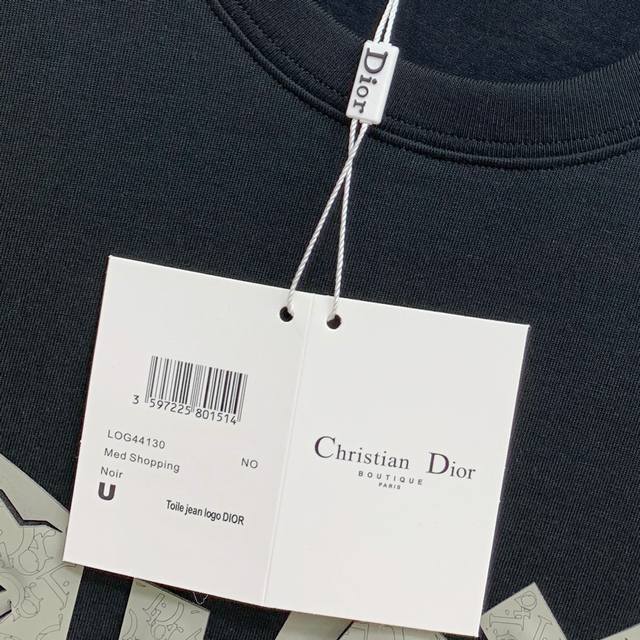 Dior
3 597225 801514
LOG44130
Med Shopping NO
Noir
U
Toile jean logo DIOR
Christian Dior
BOUTIQUE
PARIS